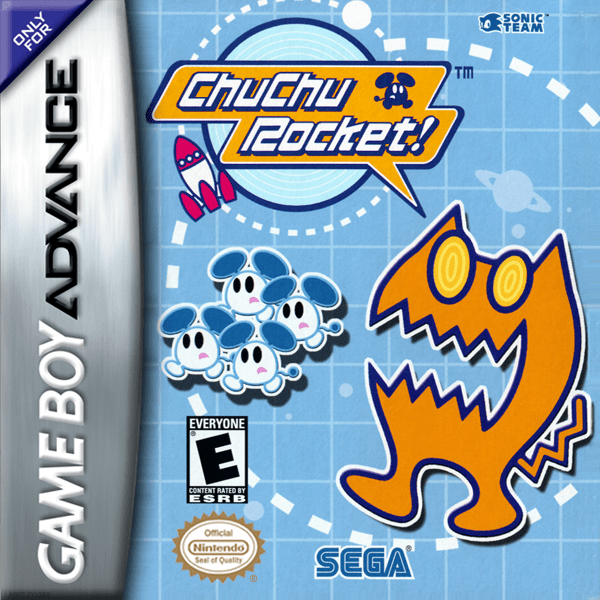 ONLY
FOR
GAME BOY ADVANCE
SONIC
TEAM™
ChuChu
Rocket!™
EVERYONE
E
®
CONTENT RATED BY
ESRB
Official
Nintendo
Seal of Quality
®
SEGA®